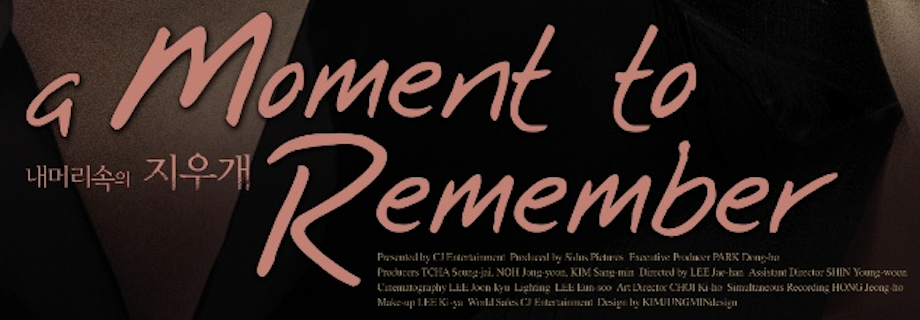 a Moment to
내머리속의 지우개
Remember
Presented by CJ Entertainment Produced by Sidus Pictures Executive Producer PARK Dong-ho
Producers TCHA Seung-jai, NOH Jong-yoon, KIM Sang-min Directed by LEE Jae-han Assistant Director SHIN Young-woon
Cinematography LEE Joon-kyu Lighting LEE Eun-soo Art Director CHOI Ki-ho Simultaneous Recording HONG Jeong-ho
Make-up LEE Ki-ya World Sales CJ Entertainment Design by KIMJUNGMINdesign